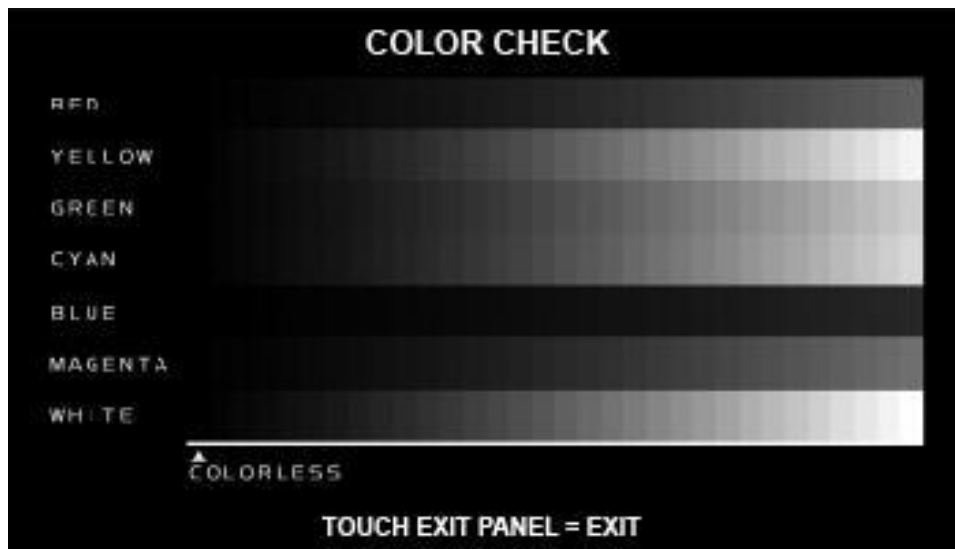 COLOR CHECK
RED
YELLOW
GREEN
CYAN
BLUE
MAGENTA
WHITE
COLORLESS
TOUCH EXIT PANEL = EXIT